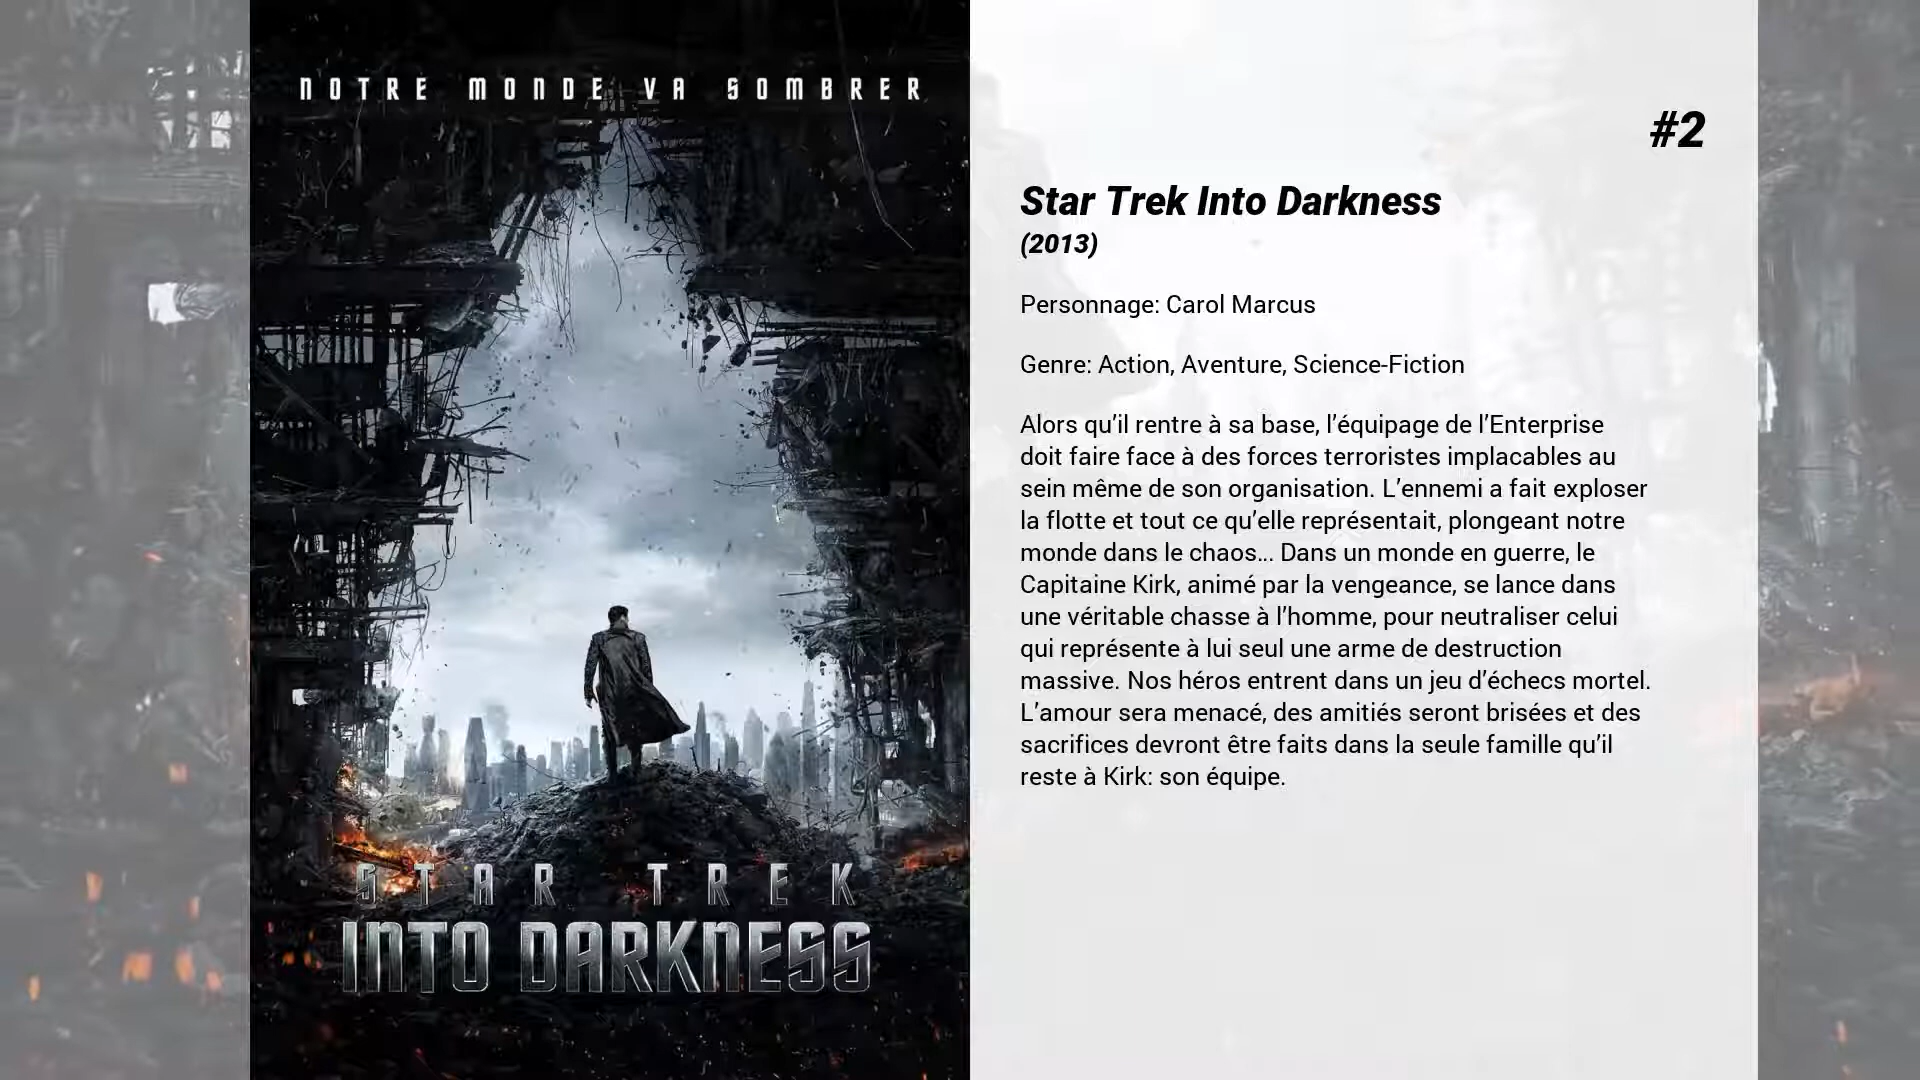 NOTRE MONDE VA SOMBRER
STAR TREK
INTO DARKNESS
#2
Star Trek Into Darkness
(2013)
Personnage: Carol Marcus
Genre: Action, Aventure, Science-Fiction
Alors qu’il rentre à sa base, l’équipage de l’Enterprise
doit faire face à des forces terroristes implacables au
sein même de son organisation. L’ennemi a fait exploser
la flotte et tout ce qu’elle représentait, plongeant notre
monde dans le chaos... Dans un monde en guerre, le
Capitaine Kirk, animé par la vengeance, se lance dans
une véritable chasse à l’homme, pour neutraliser celui
qui représente à lui seul une arme de destruction
massive. Nos héros entrent dans un jeu d’échecs mortel.
L’amour sera menacé, des amitiés seront brisées et des
sacrifices devront être faits dans la seule famille qu’il
reste à Kirk: son équipe.